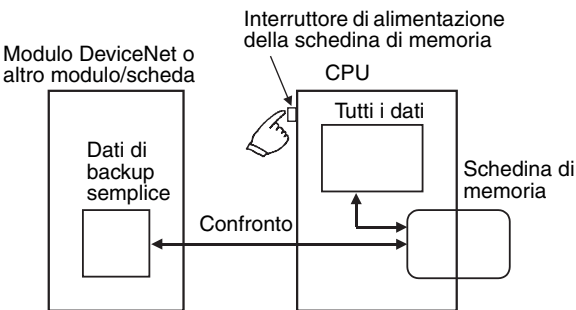 Interruttore di alimentazione
della schedina di memoria
Modulo DeviceNet o
altro modulo/scheda
CPU
Tutti i dati
Dati di
backup
semplice
Schedina di
memoria
Confronto